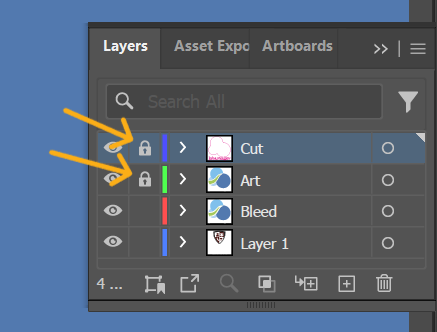 Layers Asset Expo Artboards
Search All
Cut
Art
Bleed
Layer 1
4 ...